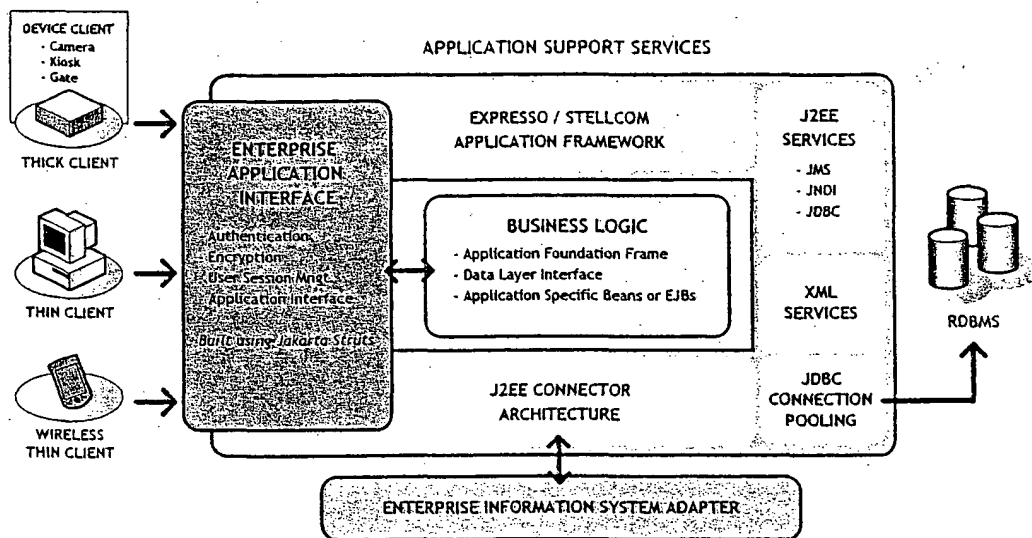 DEVICE CLIENT
- Camera
- Kiosk
- Gate
THICK CLIENT
THIN CLIENT
WIRELESS
THIN CLIENT
APPLICATION SUPPORT SERVICES
ENTERPRISE
APPLICATION
INTERFACE
Authentication
Encryption
User Session Mngt
Application Interface
Built using Jakarta Struts
EXPRESSO / STELLCOM
APPLICATION FRAMEWORK
BUSINESS LOGIC
- Application Foundation Frame
- Data Layer Interface
- Application Specific Beans or EJBs
J2EE CONNECTOR
ARCHITECTURE
J2EE
SERVICES
- JMS
- JNDI
- JDBC
XML
SERVICES
JDBC
CONNECTION
POOLING
RDBMS
ENTERPRISE INFORMATION SYSTEM ADAPTER